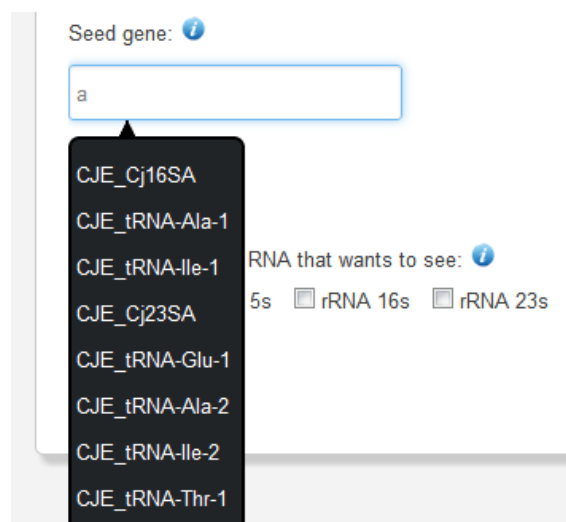 Seed gene:
a
CJE_Cj16SA
CJE_tRNA-Ala-1
CJE_tRNA-Ile-1
CJE_Cj23SA
CJE_tRNA-Glu-1
CJE_tRNA-Ala-2
CJE_tRNA-Ile-2
CJE_tRNA-Thr-1
RNA that wants to see:
5s rRNA 16s rRNA 23s